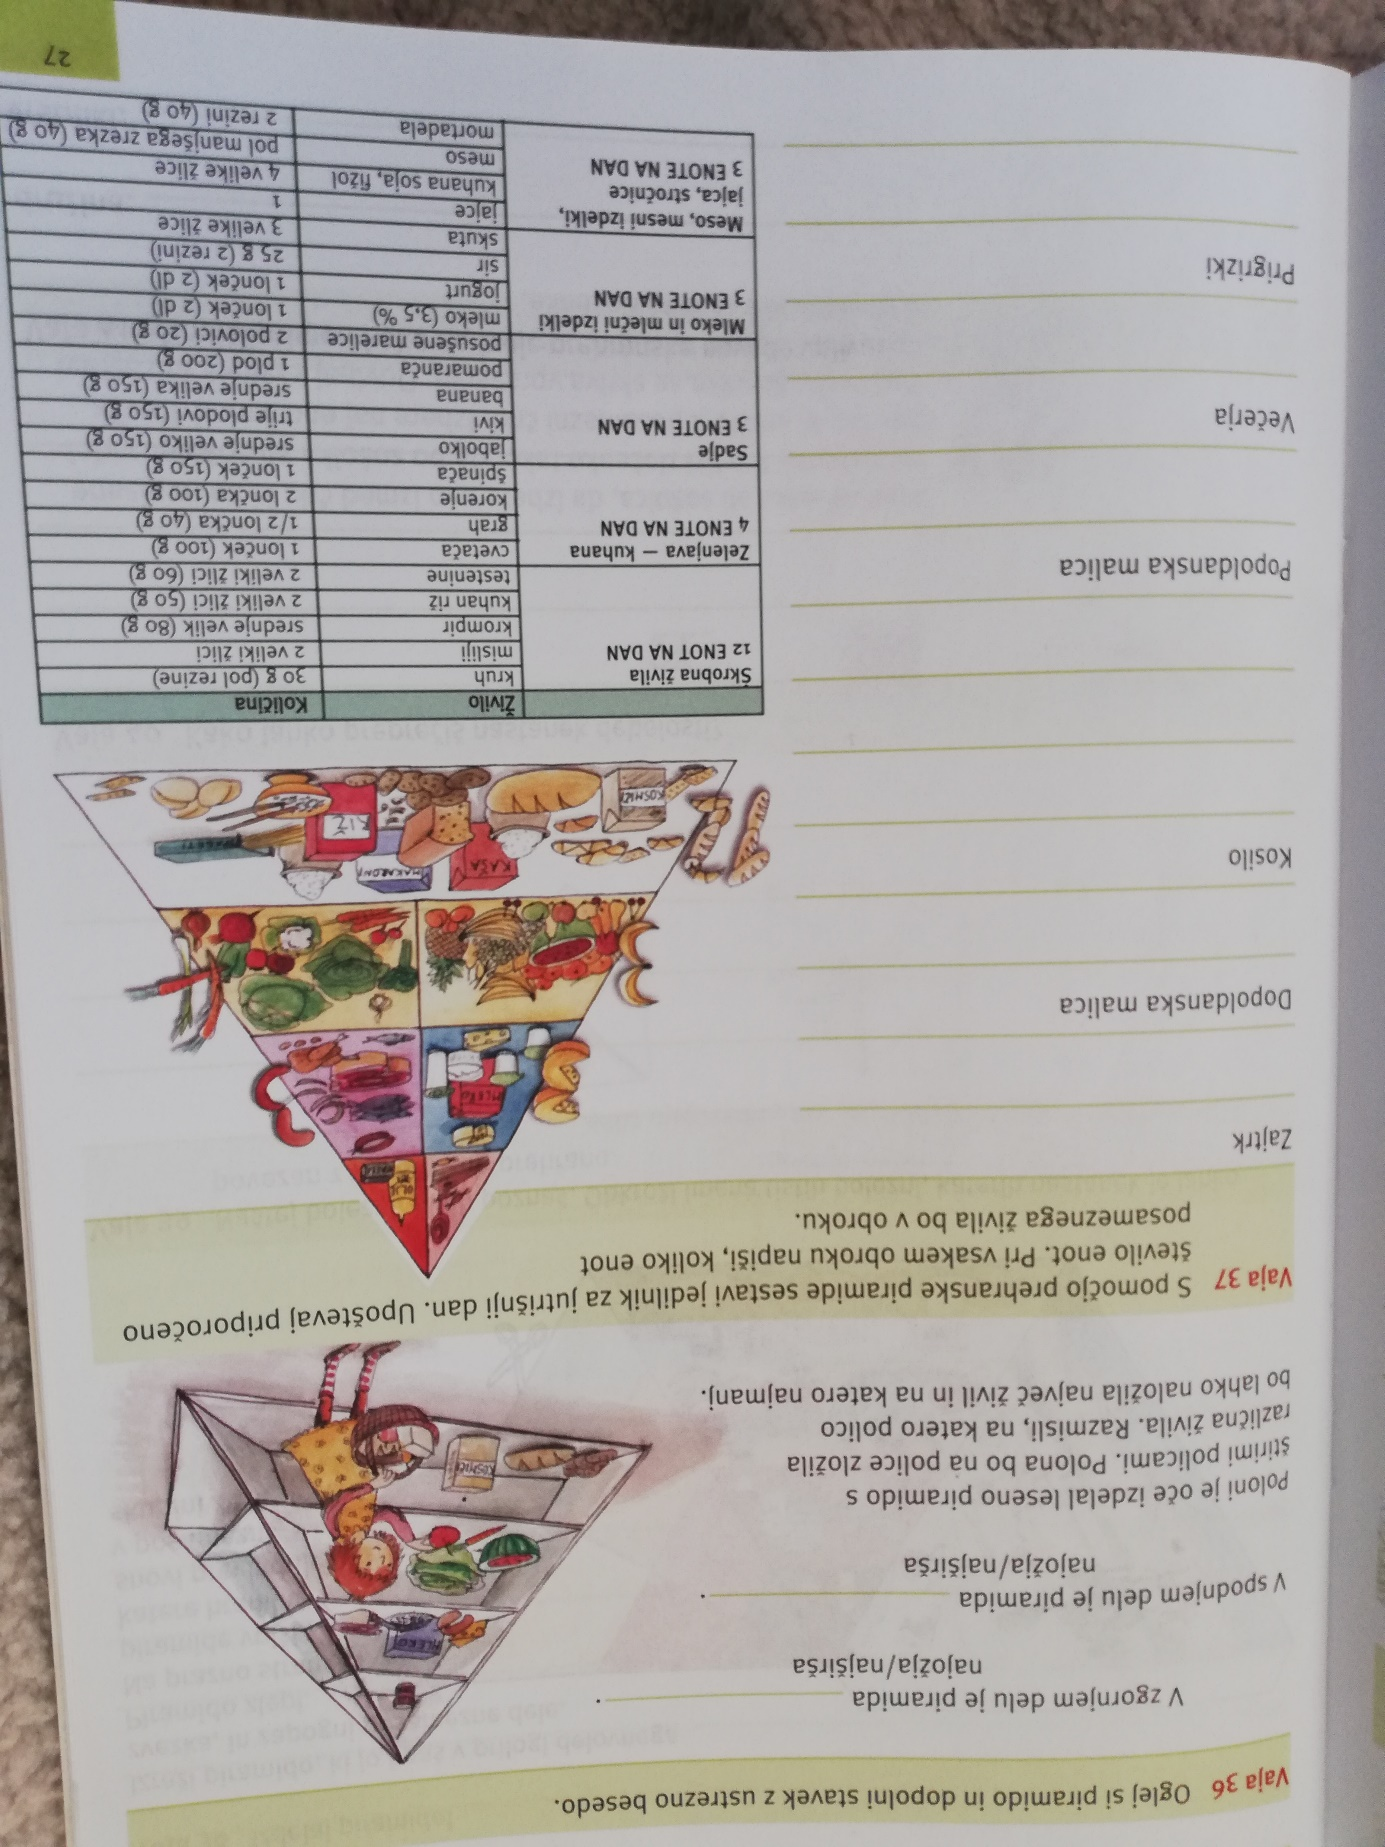 Vaja 36 Oglej si piramido in dopolni stavek z ustrezno besedo.
V zgornjem delu je piramida .
najožja/najširša
V spodnjem delu je piramida .
najožja/najširša
Poloni je oče izdelal leseno piramido s
štirimi policami. Polona bo na police zložila
različna živila. Razmisli, na katero polico
bo lahko naložila največ živil in na katero najmanj.
MLEKO
KOSMIČI
Vaja 37 S pomočjo prehranske piramide sestavi jedilnik za jutrišnji dan. Upoštevaj priporočeno
število enot. Pri vsakem obroku napiši, koliko enot
posameznega živila bo v obroku.
Zajtrk
Dopoldanska malica
Kosilo
Popoldanska malica
Večerja
Prigrizki
OLJE
MLEKO
KAŠA
MAKARONI
ŠPAGETI
KOSMIČI
RIŽ
Živilo Količina
Škrobna živila kruh 30 g (pol rezine)
12 ENOT NA DAN misliji 2 veliki žlici
krompir srednje velik (80 g)
kuhan riž 2 veliki žlici (50 g)
testenine 2 veliki žlici (60 g)
Zelenjava — kuhana cvetača 1 lonček (100 g)
4 ENOTE NA DAN grah 1/2 lončka (40 g)
korenje 2 lončka (100 g)
špinača 1 lonček (150 g)
Sadje jabolko srednje veliko (150 g)
3 ENOTE NA DAN kivi trije plodovi (150 g)
banana srednje velika (150 g)
pomaranča 1 plod (200 g)
posušene marelice 2 polovici (20 g)
Mleko in mlečni izdelki mleko (3,5 %) 1 lonček (2 dl)
3 ENOTE NA DAN jogurt 1 lonček (2 dl)
sir 25 g (2 rezini)
skuta 3 velike žlice
Meso, mesni izdelki, jajce 1
jajca, stročnice kuhana soja, fižol 4 velike žlice
3 ENOTE NA DAN meso pol manjšega zrezka (40 g)
mortadela 2 rezini (40 g)
27